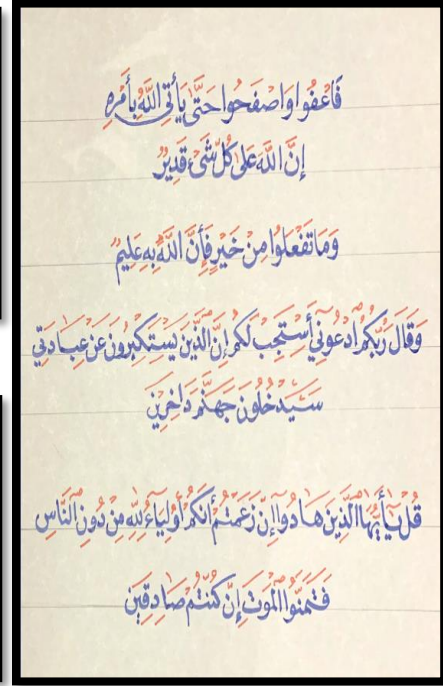 فَاعْفُوا وَاصْفَحُوا حَتَّىٰ يَأْتِيَ اللَّهُ بِأَمْرِهِ
إِنَّ اللَّهَ عَلَىٰ كُلِّ شَيْءٍ قَدِيرٌ
وَمَا تَفْعَلُوا مِنْ خَيْرٍ فَإِنَّ اللَّهَ بِهِ عَلِيمٌ
وَقَالَ رَبُّكُمُ ادْعُونِي أَسْتَجِبْ لَكُمْ إِنَّ الَّذِينَ يَسْتَكْبِرُونَ عَنْ عِبَادَتِي
سَيَدْخُلُونَ جَهَنَّمَ دَاخِرِينَ
قُلْ يَا أَيُّهَا الَّذِينَ هَادُوا إِنْ زَعَمْتُمْ أَنَّكُمْ أَوْلِيَاءُ لِلَّهِ مِنْ دُونِ النَّاسِ
فَتَمَنَّوُا الْمَوْتَ إِنْ كُنْتُمْ صَادِقِينَ